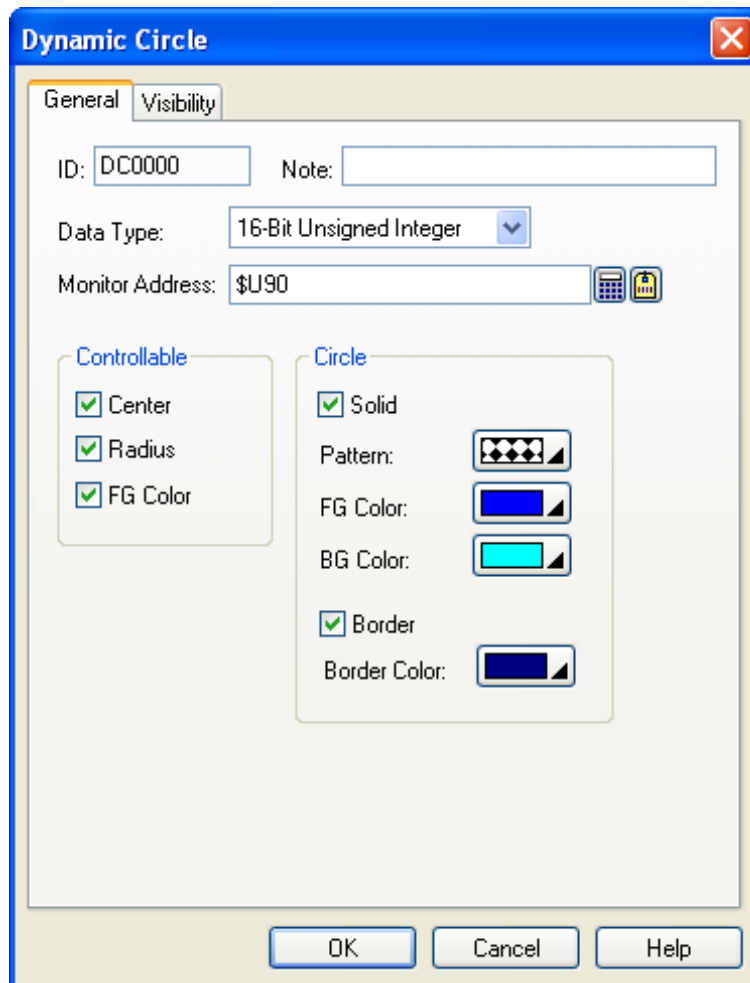 Dynamic Circle
General Visibility
ID: DC0000 Note:
Data Type: 16-Bit Unsigned Integer
Monitor Address: $U90
Controllable Circle
Center Solid
Radius Pattern:
FG Color FG Color:
BG Color:
Border
Border Color:
OK Cancel Help